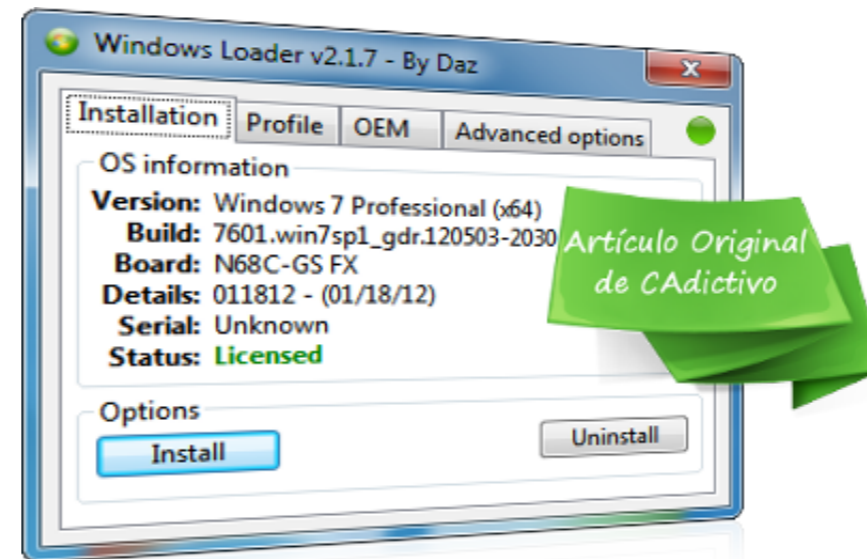 Windows Loader v2.1.7 - By Daz
Installation Profile OEM Advanced options
OS information
Version: Windows 7 Professional (x64)
Build: 7601.win7sp1_gdr.120503-2030
Board: N68C-GS FX
Details: 011812 - (01/18/12)
Serial: Unknown
Status: Licensed
Artículo Original
de CAdictivo
Options
Install Uninstall